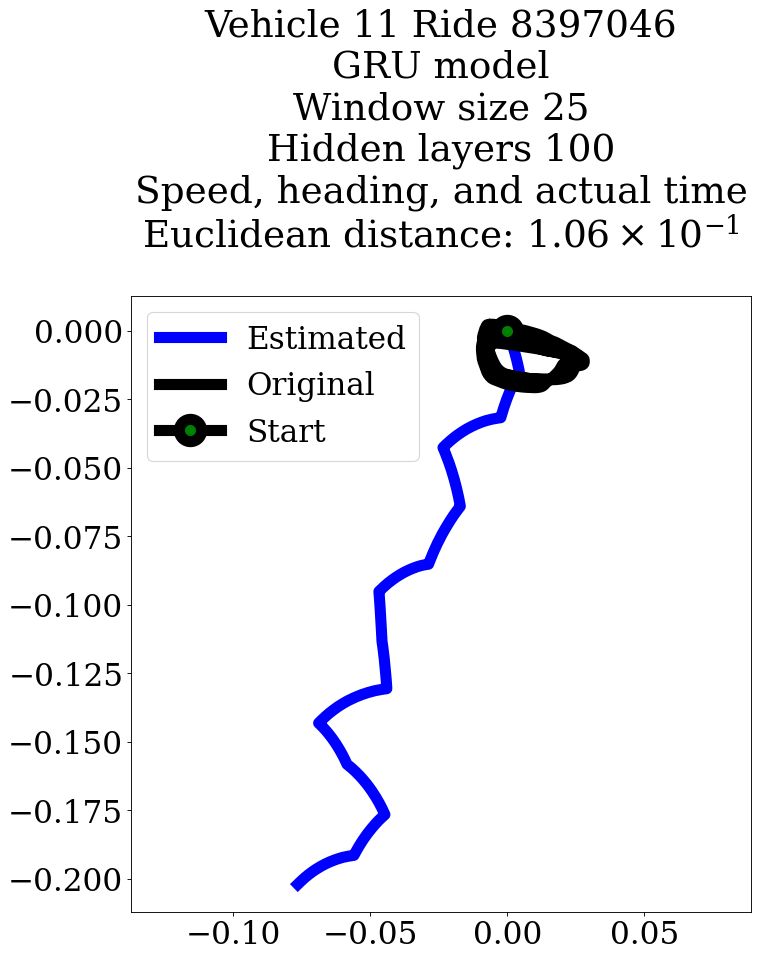 Vehicle 11 Ride 8397046
GRU model
Window size 25
Hidden layers 100
Speed, heading, and actual time
Euclidean distance: 1.06 × 10⁻¹
Estimated
Original
Start
0.000
−0.025
−0.050
−0.075
−0.100
−0.125
−0.150
−0.175
−0.200
−0.10 −0.05 0.00 0.05